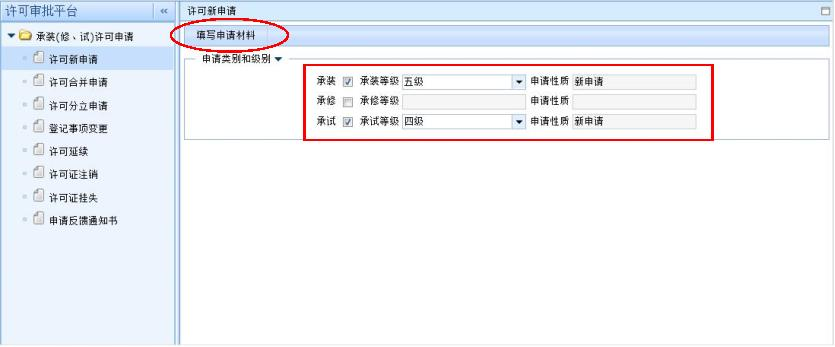 许可审批平台 «
承装(修、试)许可申请
许可新申请
许可合并申请
许可分立申请
登记事项变更
许可延续
许可证注销
许可证挂失
申请反馈通知书
许可新申请
填写申请材料
申请类别和级别
承装 承装等级 五级 申请性质 新申请
承修 承修等级 申请性质
承试 承试等级 四级 申请性质 新申请